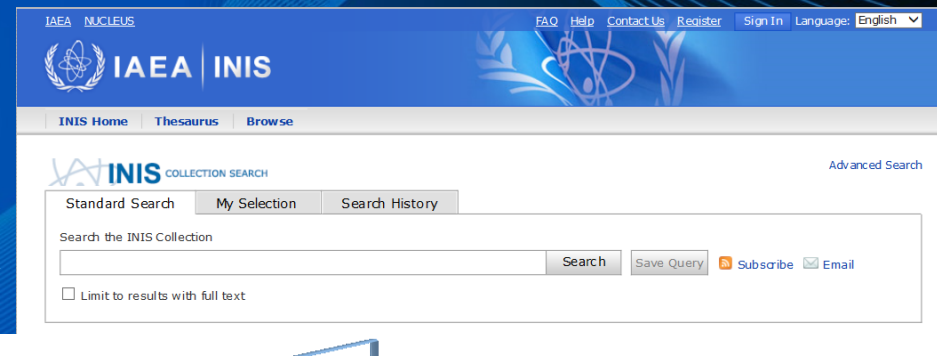 IAEA NUCLEUS FAQ Help Contact Us Register Sign In Language: English
IAEA INIS
INIS Home Thesaurus Browse
INIS COLLECTION SEARCH Advanced Search
Standard Search My Selection Search History
Search the INIS Collection
Search Save Query Subscribe Email
Limit to results with full text